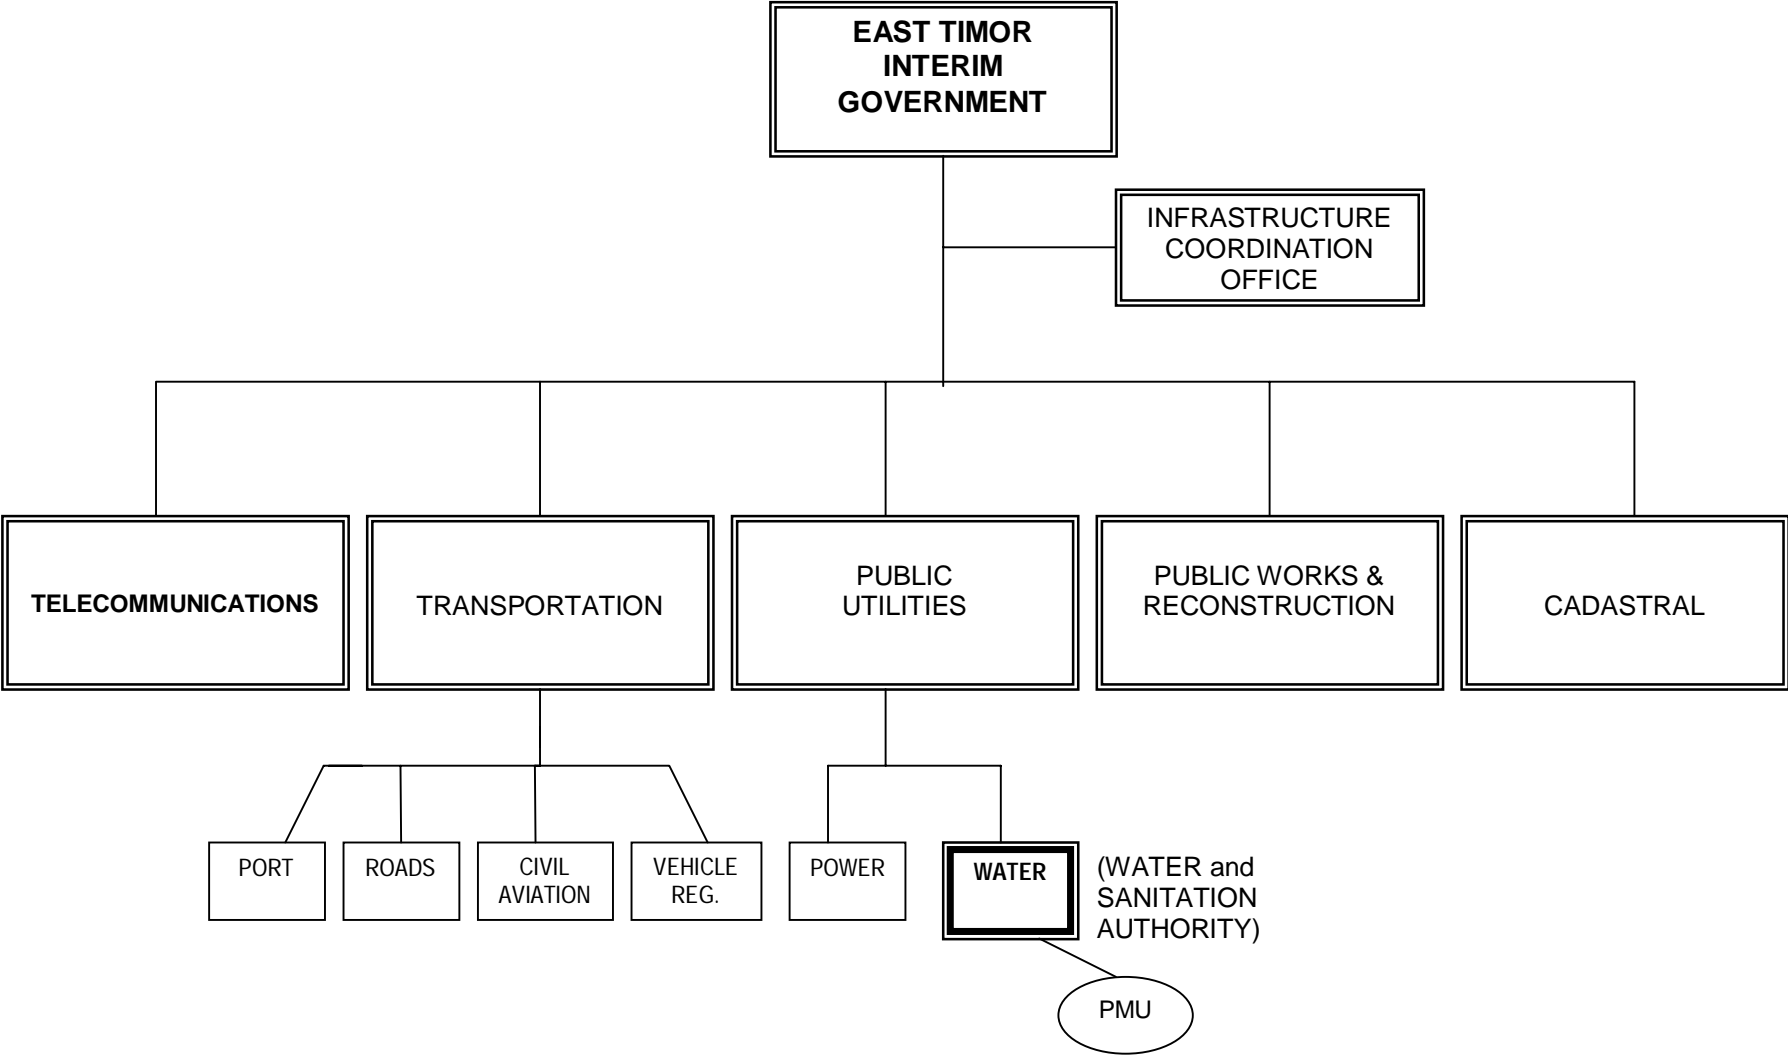 EAST TIMOR
INTERIM
GOVERNMENT
INFRASTRUCTURE
COORDINATION
OFFICE
TELECOMMUNICATIONS
TRANSPORTATION
PUBLIC
UTILITIES
PUBLIC WORKS &
RECONSTRUCTION
CADASTRAL
PORT
ROADS
CIVIL
AVIATION
VEHICLE
REG.
POWER
WATER
(WATER and
SANITATION
AUTHORITY)
PMU